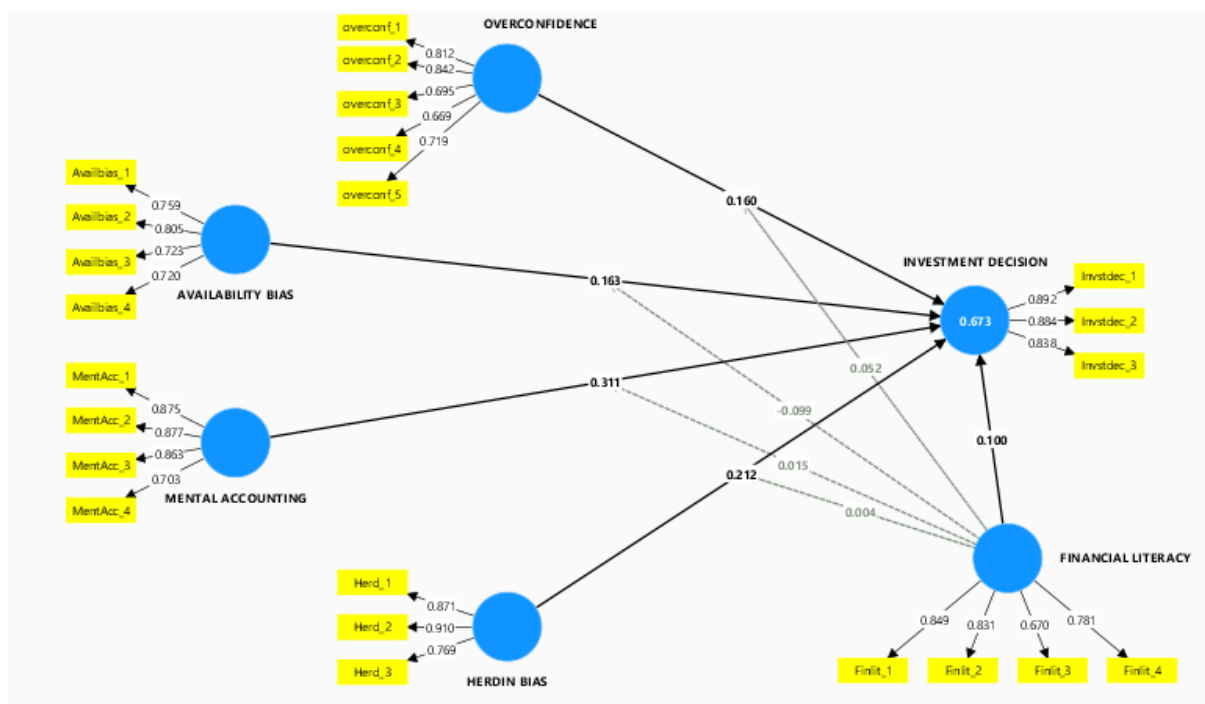 OVERCONFIDENCE
overconf_1
overconf_2
overconf_3
overconf_4
overconf_5
0.812
0.842
0.695
0.669
0.719
Availbias_1
Availbias_2
Availbias_3
Availbias_4
0.759
0.805
0.723
0.720
AVAILABILITY BIAS
0.160
0.163
INVESTMENT DECISION
0.673
0.892
0.884
0.838
Invstdec_1
Invstdec_2
Invstdec_3
MentAcc_1
MentAcc_2
MentAcc_3
MentAcc_4
0.875
0.877
0.863
0.703
MENTAL ACCOUNTING
0.311
0.052
-0.099
0.015
0.004
0.212
0.100
Herd_1
Herd_2
Herd_3
0.871
0.910
0.769
HERDIN BIAS
FINANCIAL LITERACY
0.849
0.831
0.670
0.781
Finlit_1
Finlit_2
Finlit_3
Finlit_4